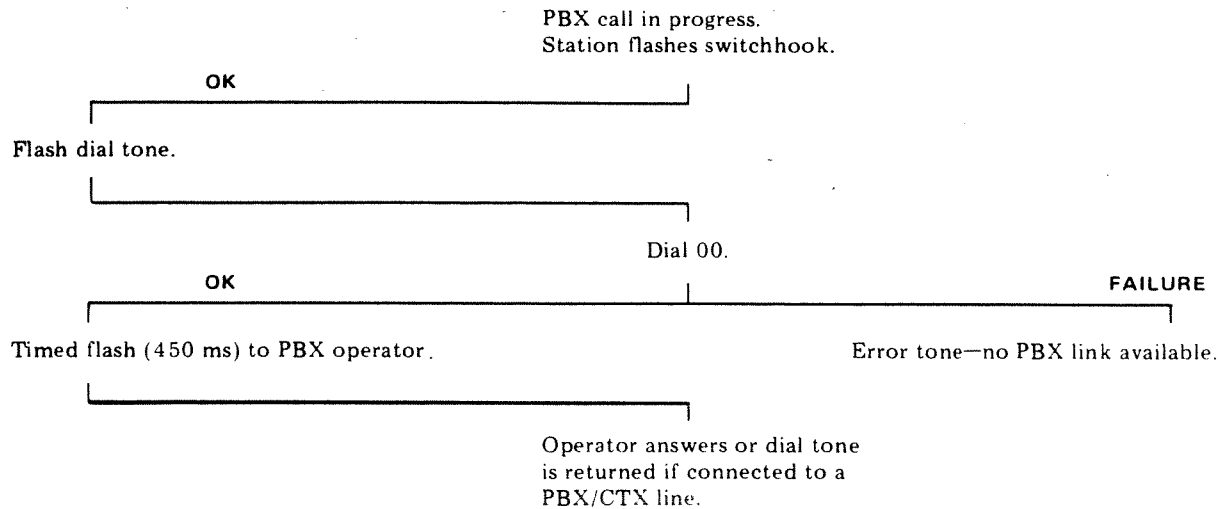 PBX call in progress.
Station flashes switchhook.
OK
Flash dial tone.
Dial 00.
OK
FAILURE
Timed flash (450 ms) to PBX operator.
Error tone—no PBX link available.
Operator answers or dial tone
is returned if connected to a
PBX/CTX line.